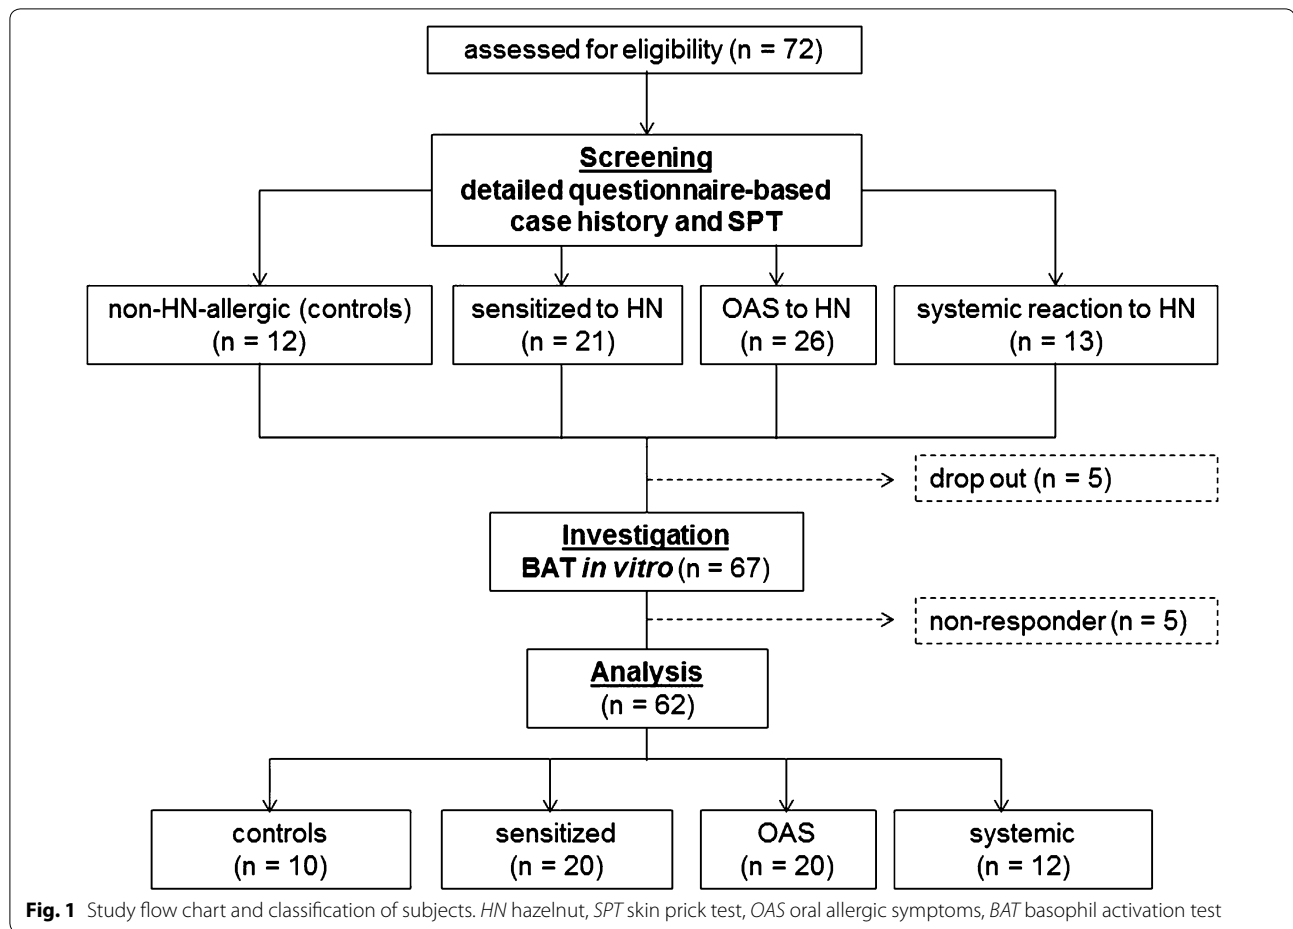 assessed for eligibility (n = 72)
Screening
detailed questionnaire-based
case history and SPT
non-HN-allergic (controls)
(n = 12)
sensitized to HN
(n = 21)
OAS to HN
(n = 26)
systemic reaction to HN
(n = 13)
drop out (n = 5)
Investigation
BAT in vitro (n = 67)
non-responder (n = 5)
Analysis
(n = 62)
controls
(n = 10)
sensitized
(n = 20)
OAS
(n = 20)
systemic
(n = 12)
Fig. 1 Study flow chart and classification of subjects. HN hazelnut, SPT skin prick test, OAS oral allergic symptoms, BAT basophil activation test